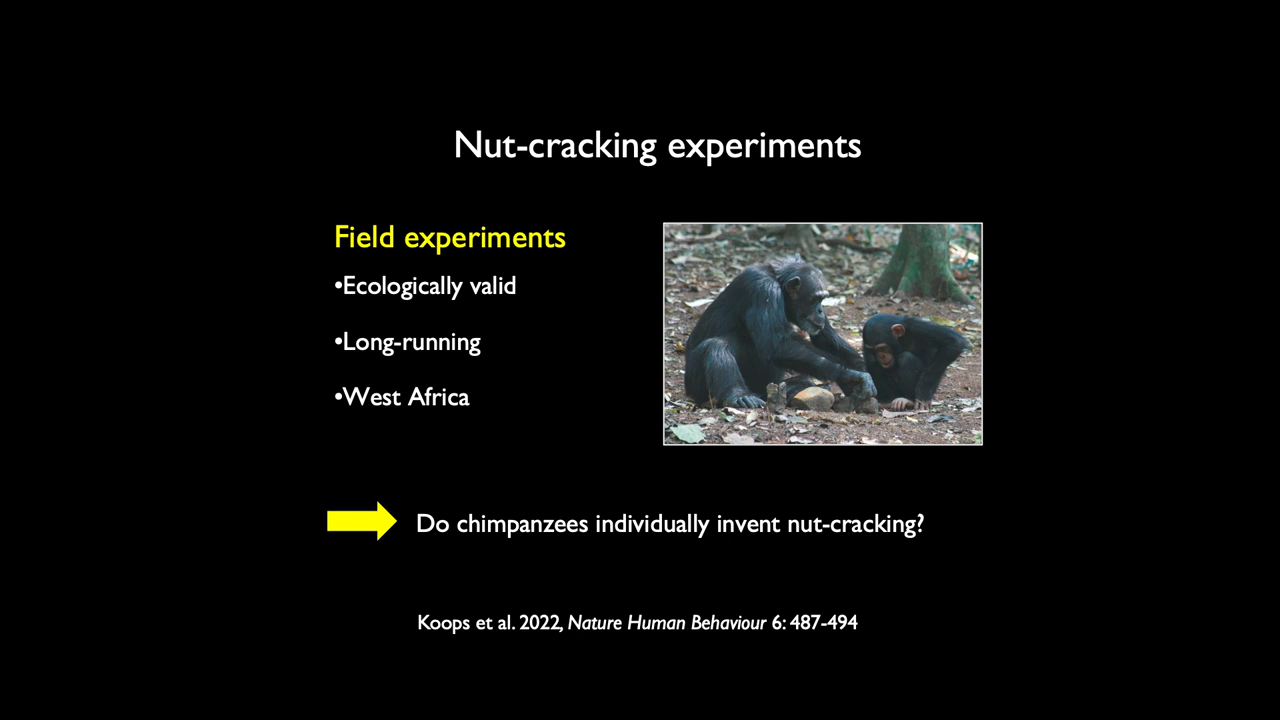 Nut-cracking experiments
Field experiments
•Ecologically valid
•Long-running
•West Africa
Do chimpanzees individually invent nut-cracking?
Koops et al. 2022, Nature Human Behaviour 6: 487-494